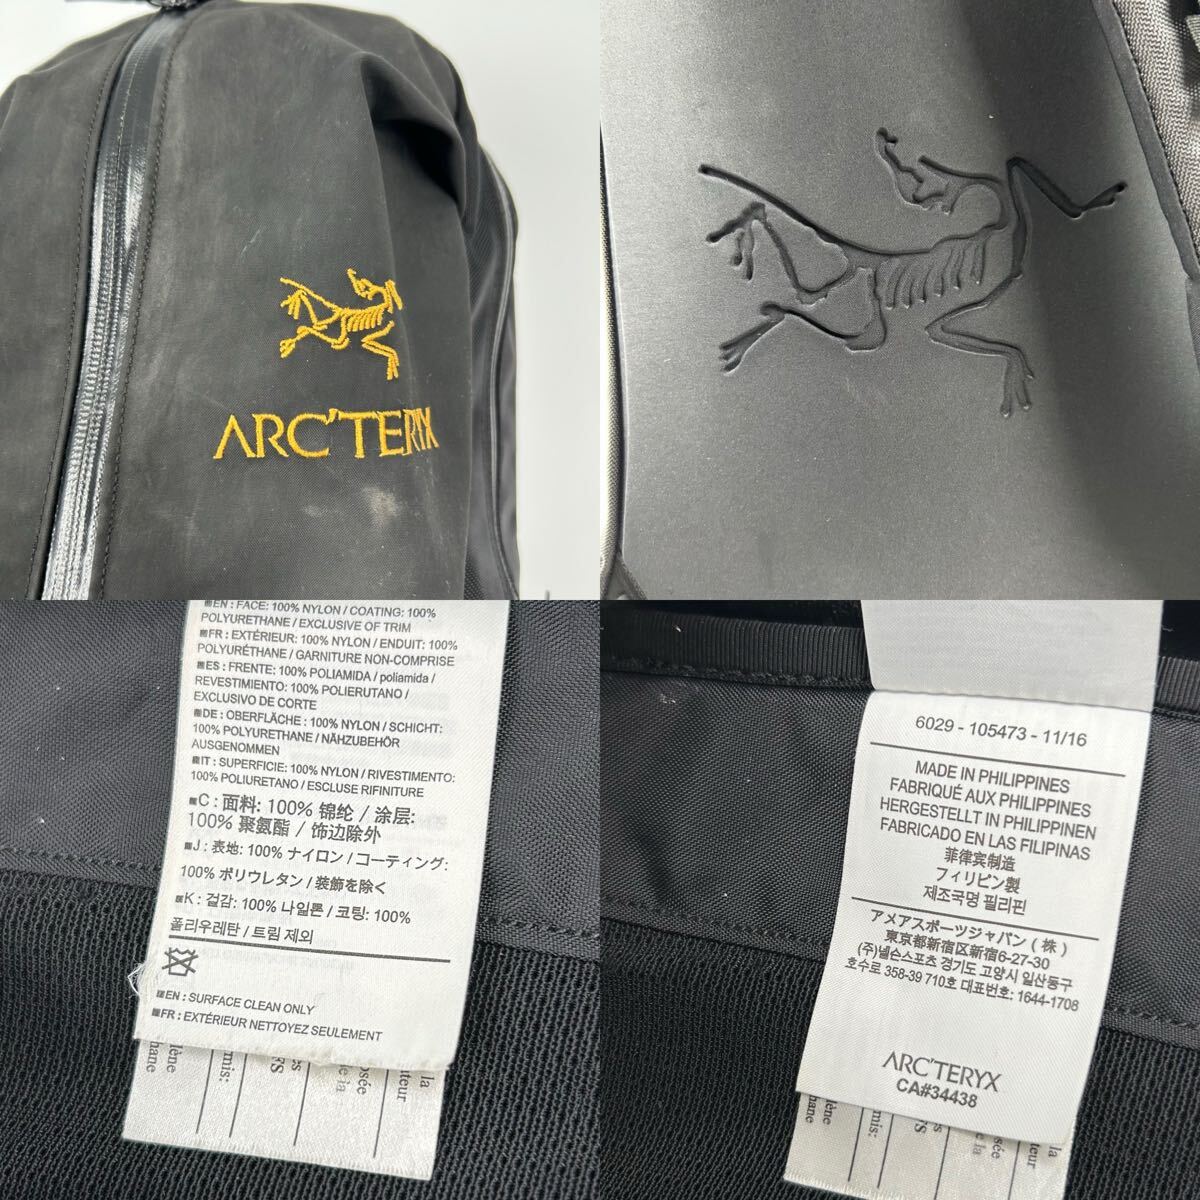 ARC'TERYX
■EN : FACE: 100% NYLON / COATING: 100%
POLYURETHANE / EXCLUSIVE OF TRIM
■FR : EXTÉRIEUR: 100% NYLON / ENDUIT: 100%
POLYURÉTHANE / GARNITURE NON-COMPRISE
■ES : FRENTE: 100% POLIAMIDA / poliamida /
REVESTIMIENTO: 100% POLIERUTANO /
EXCLUSIVO DE CORTE
■DE : OBERFLÄCHE : 100% NYLON / SCHICHT:
100% POLYURETHANE / NÄHZUBEHÖR
AUSGENOMMEN
■IT : SUPERFICIE: 100% NYLON / RIVESTIMENTO:
100% POLIURETANO / ESCLUSE RIFINITURE
■C : 面料: 100% 锦纶 / 涂层:
100% 聚氨酯 / 饰边除外
■J : 表地: 100% ナイロン / コーティング:
100% ポリウレタン / 装飾を除く
■K : 겉감: 100% 나일론 / 코팅: 100%
폴리우레탄 / 트림 제외
■EN : SURFACE CLEAN ONLY
■FR : EXTÉRIEUR NETTOYEZ SEULEMENT
6029 - 105473 - 11/16
MADE IN PHILIPPINES
FABRIQUÉ AUX PHILIPPINES
HERGESTELLT IN PHILIPPINEN
FABRICADO EN LAS FILIPINAS
菲律宾制造
フィリピン製
제조국명 필리핀
アメアスポーツジャパン ( 株 )
東京都新宿区新宿6-27-30
(주)넬슨스포츠 경기도 고양시 일산동구
호수로 358-39 710호 대표번호: 1644-1708
ARC'TERYX
CA#34438